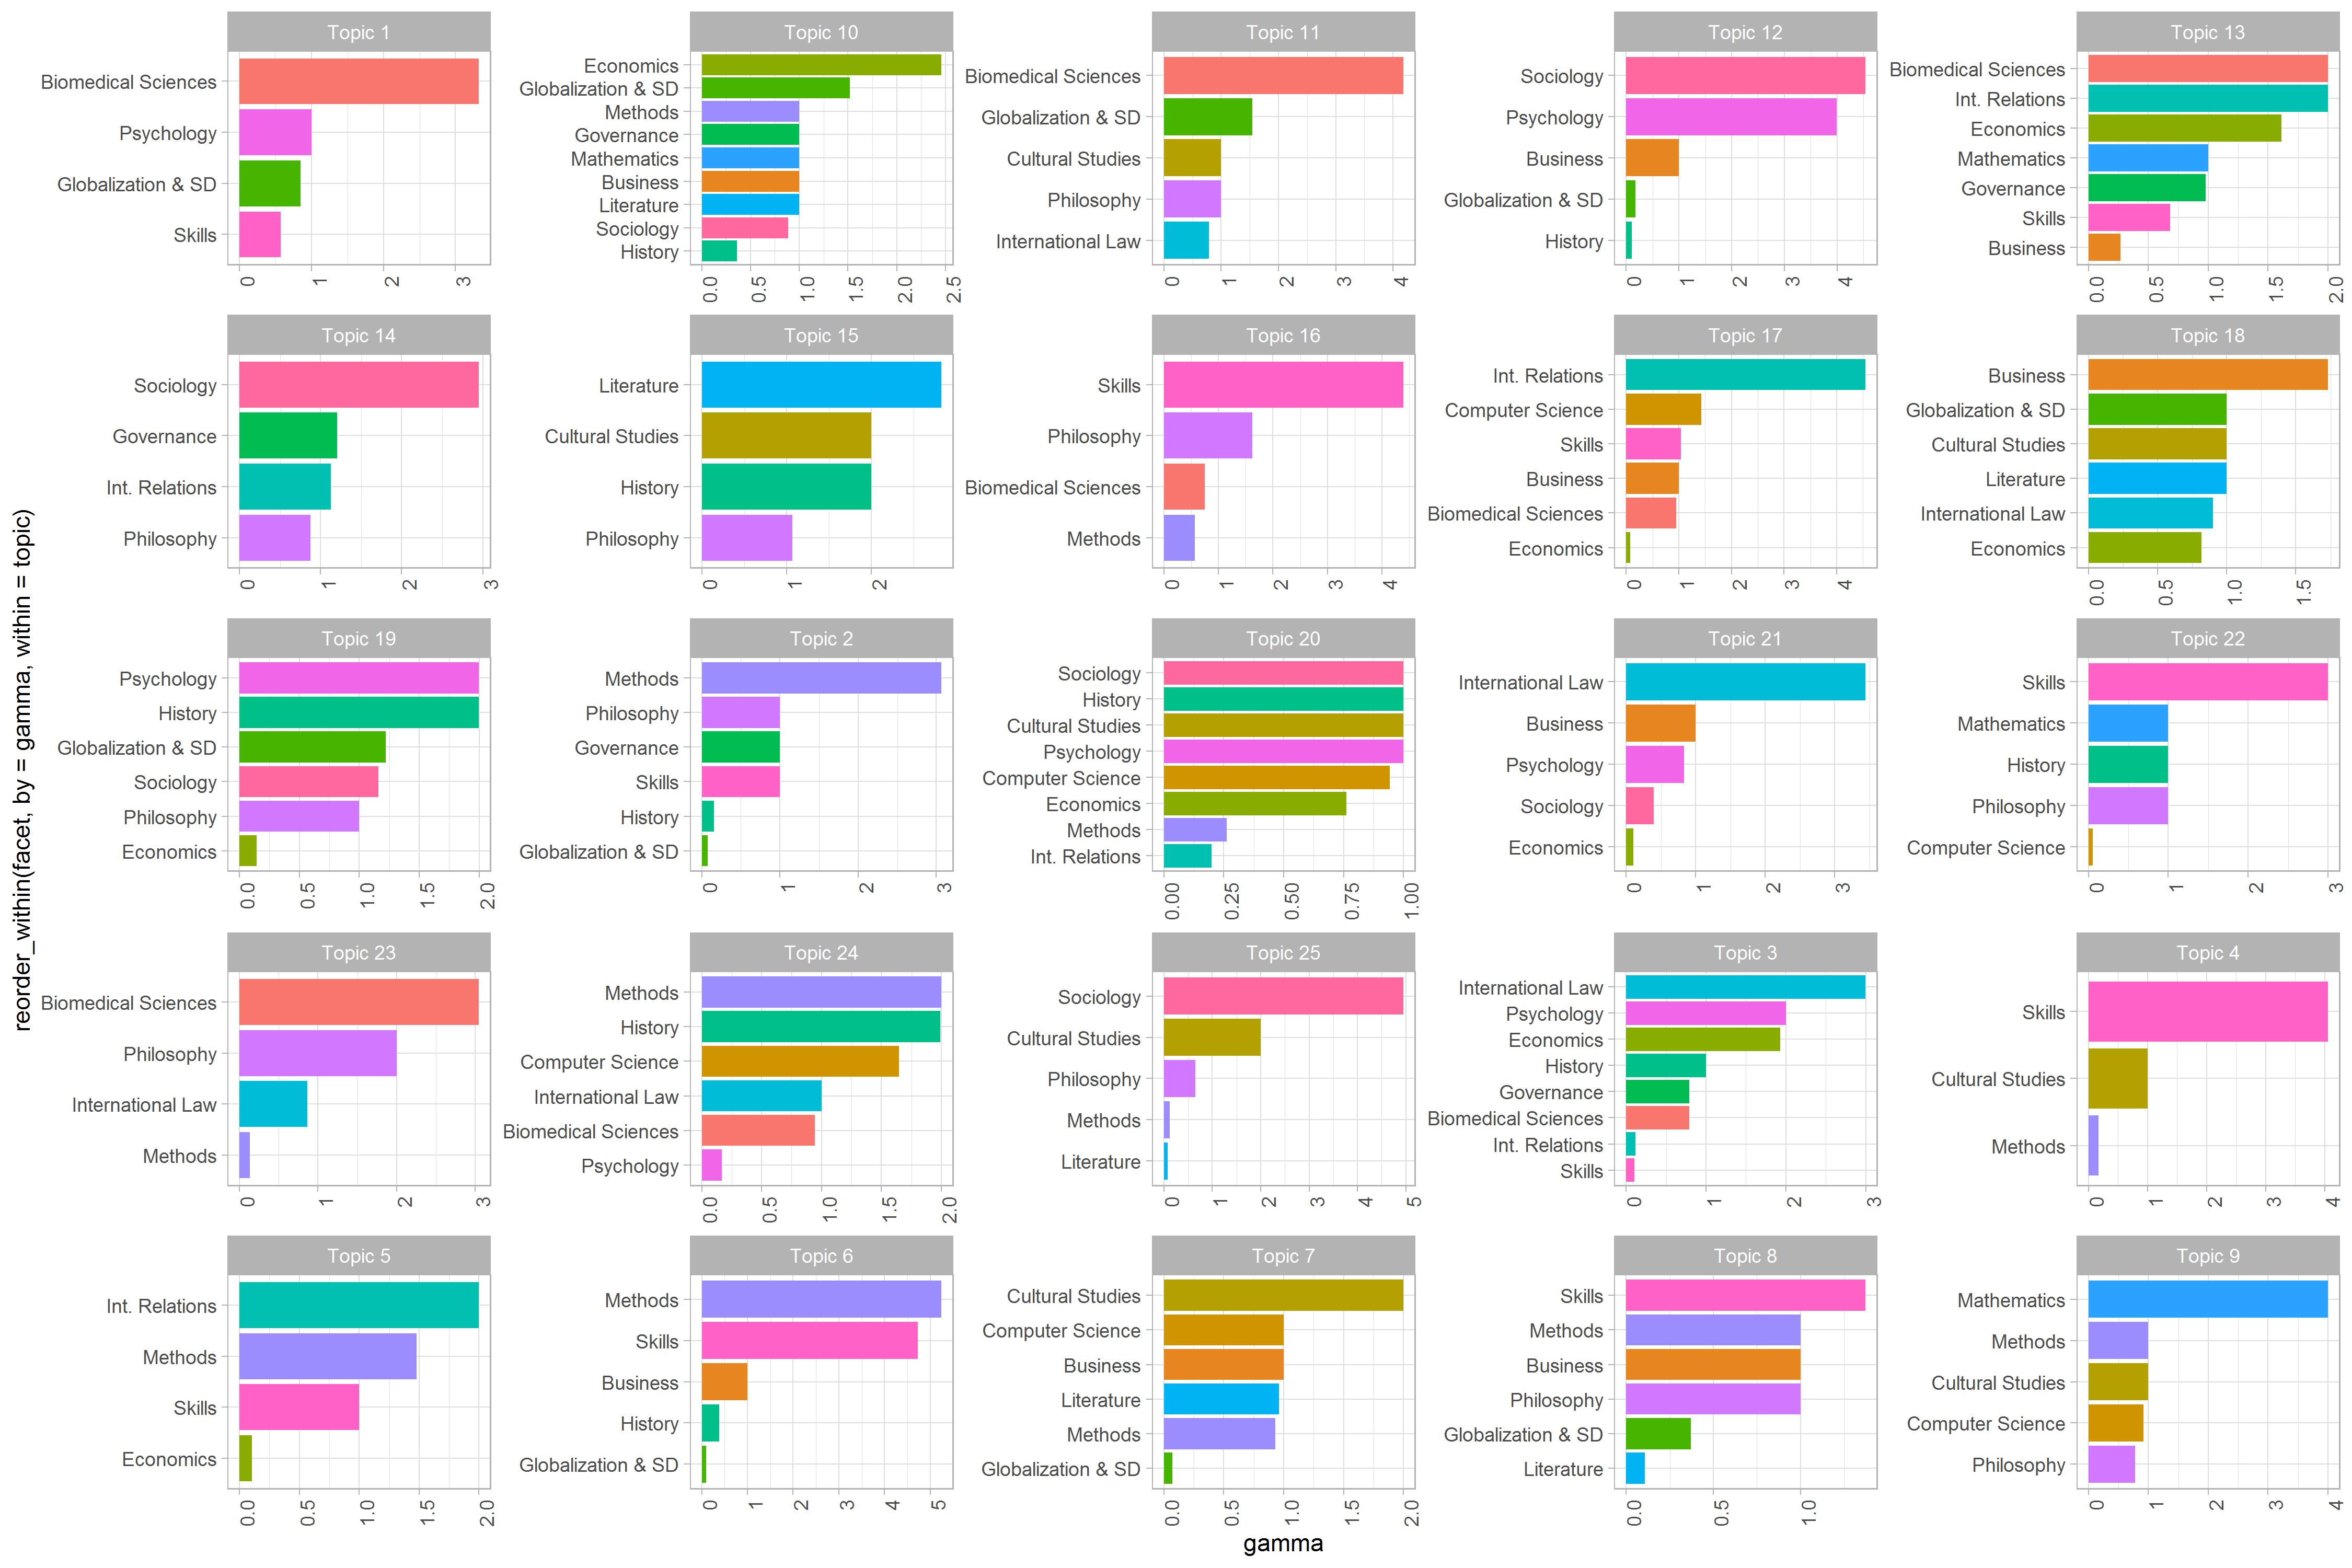 Topic 1
Biomedical Sciences
Psychology
Globalization & SD
Skills
0 1 2 3
Topic 10
Economics
Globalization & SD
Methods
Governance
Mathematics
Business
Literature
Sociology
History
0.0 0.5 1.0 1.5 2.0 2.5
Topic 11
Biomedical Sciences
Globalization & SD
Cultural Studies
Philosophy
International Law
0 1 2 3 4
Topic 12
Sociology
Psychology
Business
Globalization & SD
History
0 1 2 3 4
Topic 13
Biomedical Sciences
Int. Relations
Economics
Mathematics
Governance
Skills
Business
0.0 0.5 1.0 1.5 2.0
Topic 14
Sociology
Governance
Int. Relations
Philosophy
0 1 2 3
Topic 15
Literature
Cultural Studies
History
Philosophy
0 1 2
Topic 16
Skills
Philosophy
Biomedical Sciences
Methods
0 1 2 3 4
Topic 17
Int. Relations
Computer Science
Skills
Business
Biomedical Sciences
Economics
0 1 2 3 4
Topic 18
Business
Globalization & SD
Cultural Studies
Literature
International Law
Economics
0.0 0.5 1.0 1.5
Topic 19
Psychology
History
Globalization & SD
Sociology
Philosophy
Economics
0.0 0.5 1.0 1.5 2.0
Topic 2
Methods
Philosophy
Governance
Skills
History
Globalization & SD
0 1 2 3
Topic 20
Sociology
History
Cultural Studies
Psychology
Computer Science
Economics
Methods
Int. Relations
0.00 0.25 0.50 0.75 1.00
Topic 21
International Law
Business
Psychology
Sociology
Economics
0 1 2 3
Topic 22
Skills
Mathematics
History
Philosophy
Computer Science
0 1 2 3
Topic 23
Biomedical Sciences
Philosophy
International Law
Methods
0 1 2 3
Topic 24
Methods
History
Computer Science
International Law
Biomedical Sciences
Psychology
0.0 0.5 1.0 1.5 2.0
Topic 25
Sociology
Cultural Studies
Philosophy
Methods
Literature
0 1 2 3 4 5
Topic 3
International Law
Psychology
Economics
History
Governance
Biomedical Sciences
Int. Relations
Skills
0 1 2 3
Topic 4
Skills
Cultural Studies
Methods
0 1 2 3 4
Topic 5
Int. Relations
Methods
Skills
Economics
0.0 0.5 1.0 1.5 2.0
Topic 6
Methods
Skills
Business
History
Globalization & SD
0 1 2 3 4 5
Topic 7
Cultural Studies
Computer Science
Business
Literature
Methods
Globalization & SD
0.0 0.5 1.0 1.5 2.0
Topic 8
Skills
Methods
Business
Philosophy
Globalization & SD
Literature
0.0 0.5 1.0
Topic 9
Mathematics
Methods
Cultural Studies
Computer Science
Philosophy
0 1 2 3 4
reorder_within(facet, by = gamma, within = topic)
gamma